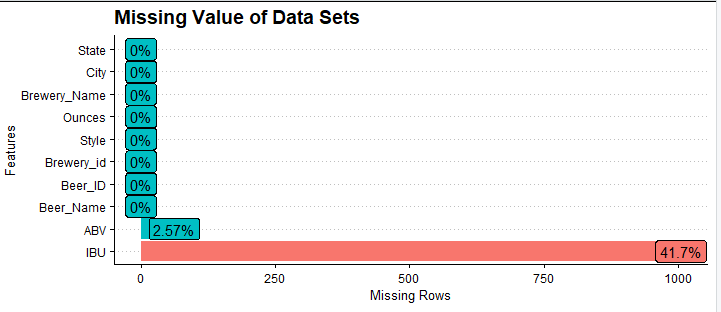 Missing Value of Data Sets
Features
State 0%
City 0%
Brewery_Name 0%
Ounces 0%
Style 0%
Brewery_id 0%
Beer_ID 0%
Beer_Name 0%
ABV 2.57%
IBU 41.7%
0 250 500 750 1000
Missing Rows